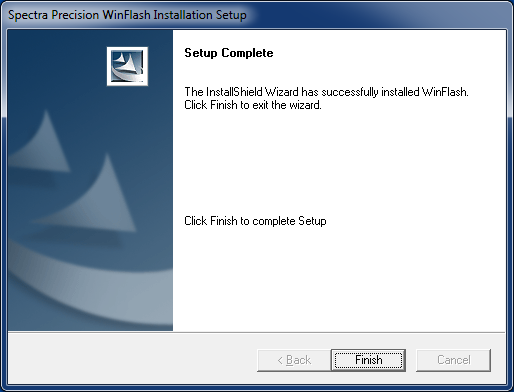 Spectra Precision WinFlash Installation Setup
Setup Complete
The InstallShield Wizard has successfully installed WinFlash.
Click Finish to exit the wizard.
Click Finish to complete Setup
< Back
Finish
Cancel